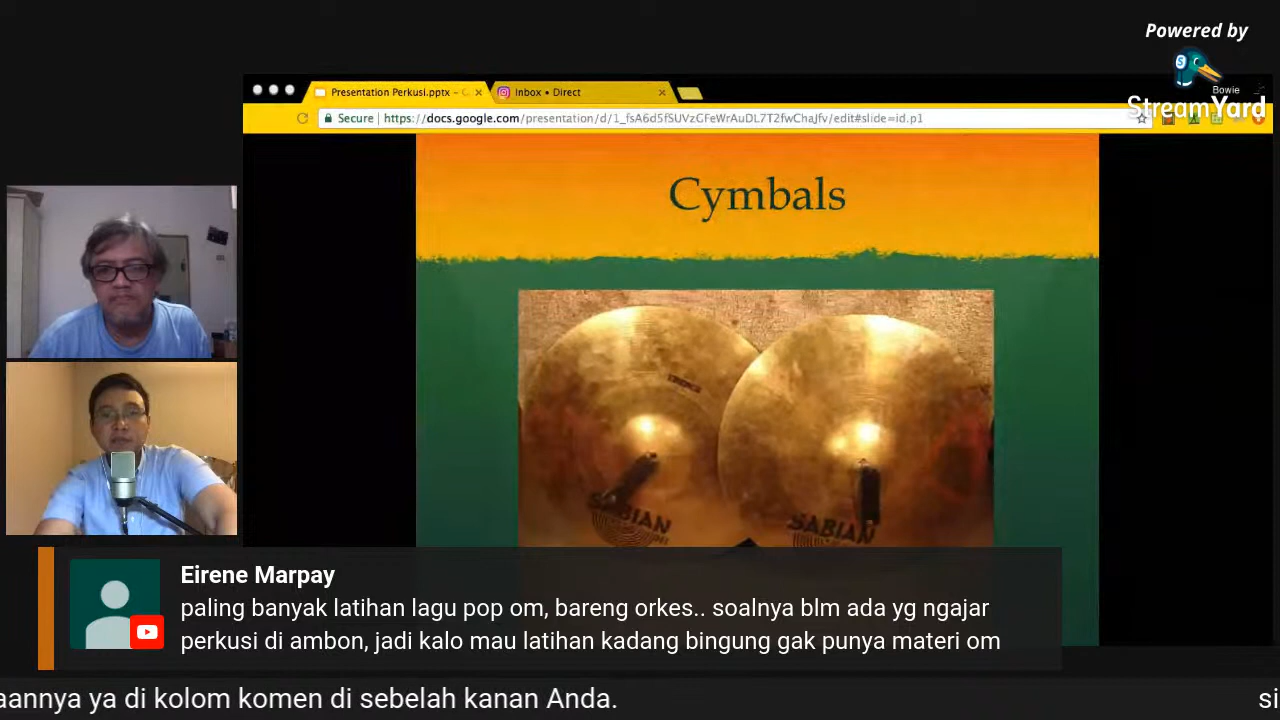 Powered by
Bowie
StreamYard
Presentation Perkusi.pptx –
Inbox • Direct
Secure
https://docs.google.com/presentation/d/1_fsA6d5fSUVzGFeWrAuDL7T2fwChaJfv/edit#slide=id.p1
Cymbals
SABIAN
SABIAN
Eirene Marpay
paling banyak latihan lagu pop om, bareng orkes.. soalnya blm ada yg ngajar
perkusi di ambon, jadi kalo mau latihan kadang bingung gak punya materi om
aannya ya di kolom komen di sebelah kanan Anda.
si